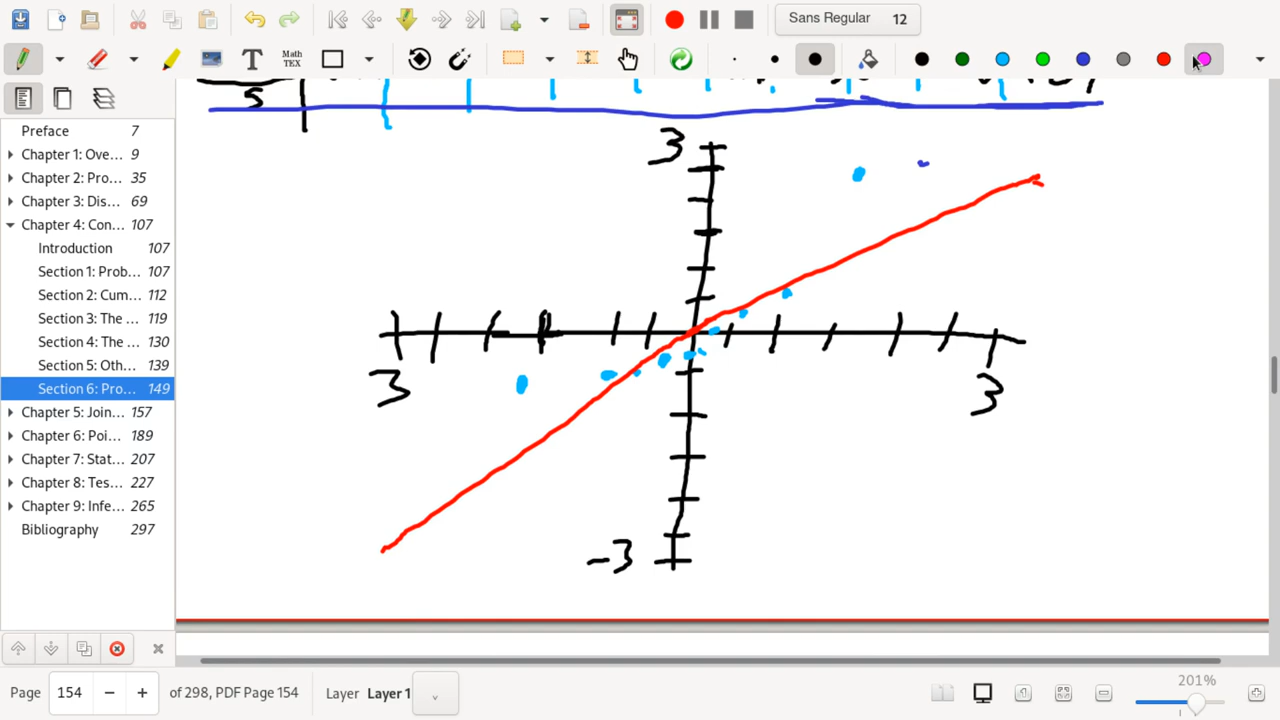 Sans Regular 12
Math
TEX
Preface 7
Chapter 1: Ove... 9
Chapter 2: Pro... 35
Chapter 3: Dis... 69
Chapter 4: Con... 107
Introduction 107
Section 1: Prob... 107
Section 2: Cum... 112
Section 3: The ... 119
Section 4: The ... 130
Section 5: Oth... 139
Section 6: Pro... 149
Chapter 5: Join... 157
Chapter 6: Poi... 189
Chapter 7: Stat... 207
Chapter 8: Tes... 227
Chapter 9: Infe... 265
Bibliography 297
5
3
3
3
-3
Page 154 of 298, PDF Page 154
Layer Layer 1
201%